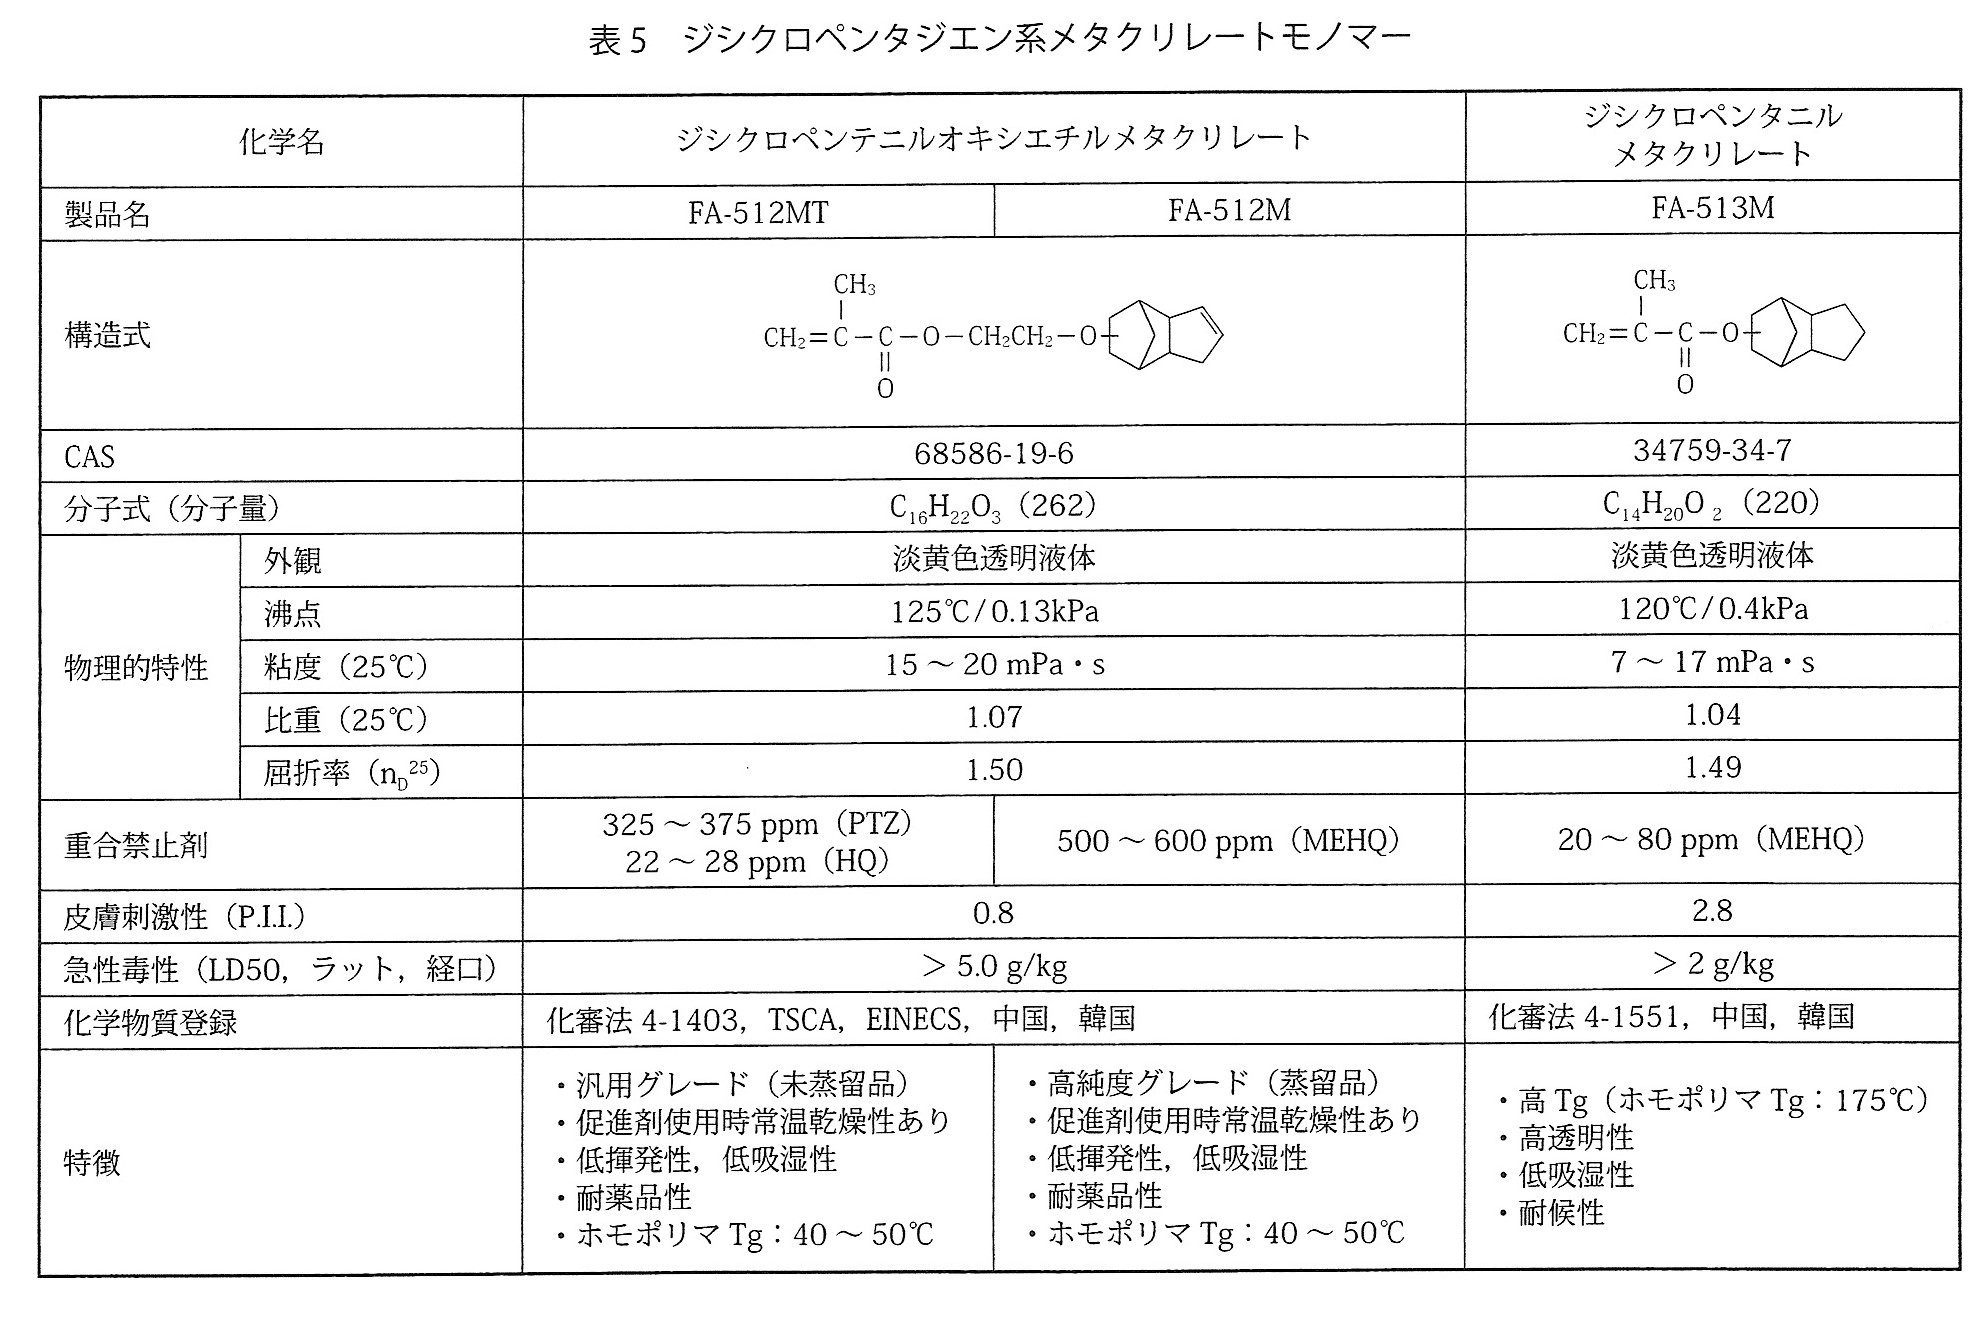 表5　ジシクロペンタジエン系メタクリレートモノマー
化学名
ジシクロペンテニルオキシエチルメタクリレート
ジシクロペンタニル
メタクリレート
製品名
FA-512MT
FA-512M
FA-513M
構造式
CH₃
CH₂=C－C－O－CH₂CH₂－O
O
CH₃
CH₂=C－C－O
O
CAS
68586-19-6
34759-34-7
分子式（分子量）
C₁₆H₂₂O₃（262）
C₁₄H₂₀O₂（220）
物理的特性
外観
淡黄色透明液体
淡黄色透明液体
沸点
125℃/0.13kPa
120℃/0.4kPa
粘度（25℃）
15～20 mPa・s
7～17 mPa・s
比重（25℃）
1.07
1.04
屈折率（n_D²⁵）
1.50
1.49
重合禁止剤
325～375 ppm（PTZ）
22～28 ppm（HQ）
500～600 ppm（MEHQ）
20～80 ppm（MEHQ）
皮膚刺激性（P.I.I.）
0.8
2.8
急性毒性（LD50，ラット，経口）
＞5.0 g/kg
＞2 g/kg
化学物質登録
化審法 4-1403，TSCA，EINECS，中国，韓国
化審法 4-1551，中国，韓国
特徴
・汎用グレード（未蒸留品）
・促進剤使用時常温乾燥性あり
・低揮発性，低吸湿性
・耐薬品性
・ホモポリマ Tg：40～50℃
・高純度グレード（蒸留品）
・促進剤使用時常温乾燥性あり
・低揮発性，低吸湿性
・耐薬品性
・ホモポリマ Tg：40～50℃
・高 Tg（ホモポリマ Tg：175℃）
・高透明性
・低吸湿性
・耐候性